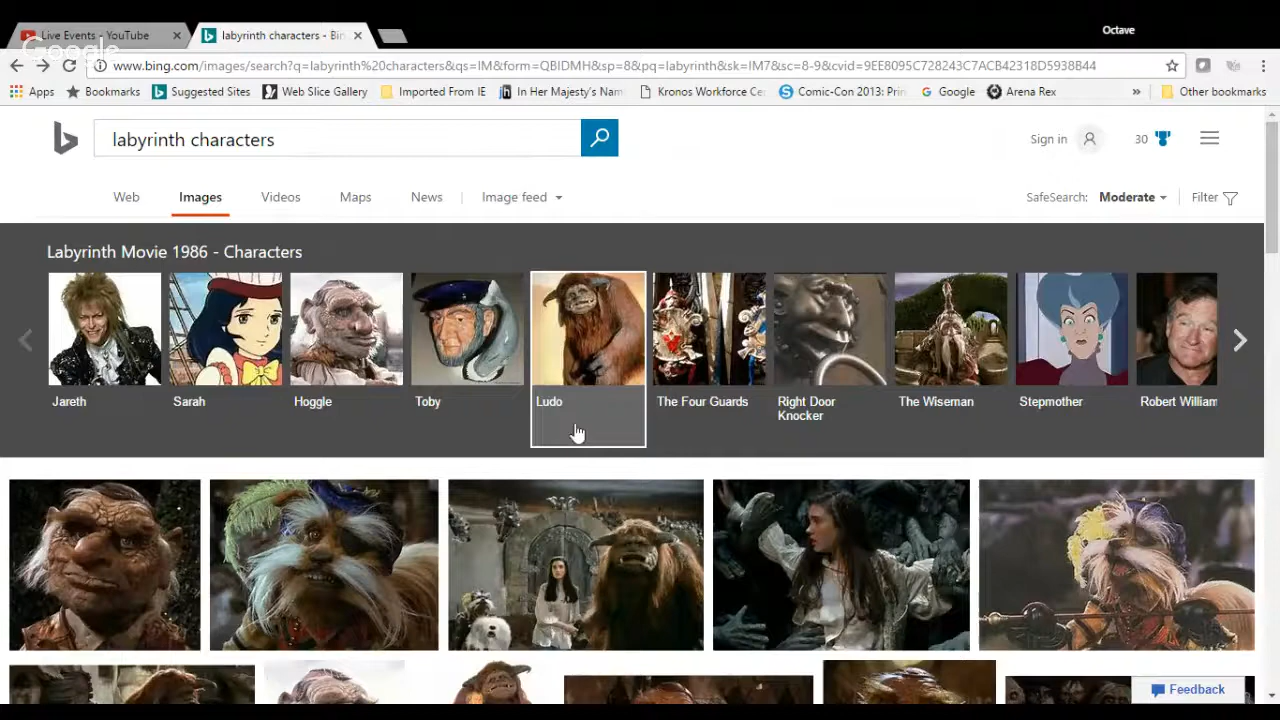 Live Events - YouTube
labyrinth characters - Bin
Octave
Google
www.bing.com/images/search?q=labyrinth%20characters&qs=IM&form=QBIDMH&sp=8&pq=labyrinth&sk=IM7&sc=8-9&cvid=9EE8095C728243C7ACB42318D5938B44
Apps Bookmarks Suggested Sites Web Slice Gallery Imported From IE In Her Majesty's Nam Kronos Workforce Ce Comic-Con 2013: Prin Google Arena Rex » Other bookmarks
labyrinth characters
Sign in 30
Web Images Videos Maps News Image feed
SafeSearch: Moderate Filter
Labyrinth Movie 1986 - Characters
Jareth
Sarah
Hoggle
Toby
Ludo
The Four Guards
Right Door
Knocker
The Wiseman
Stepmother
Robert William
Feedback